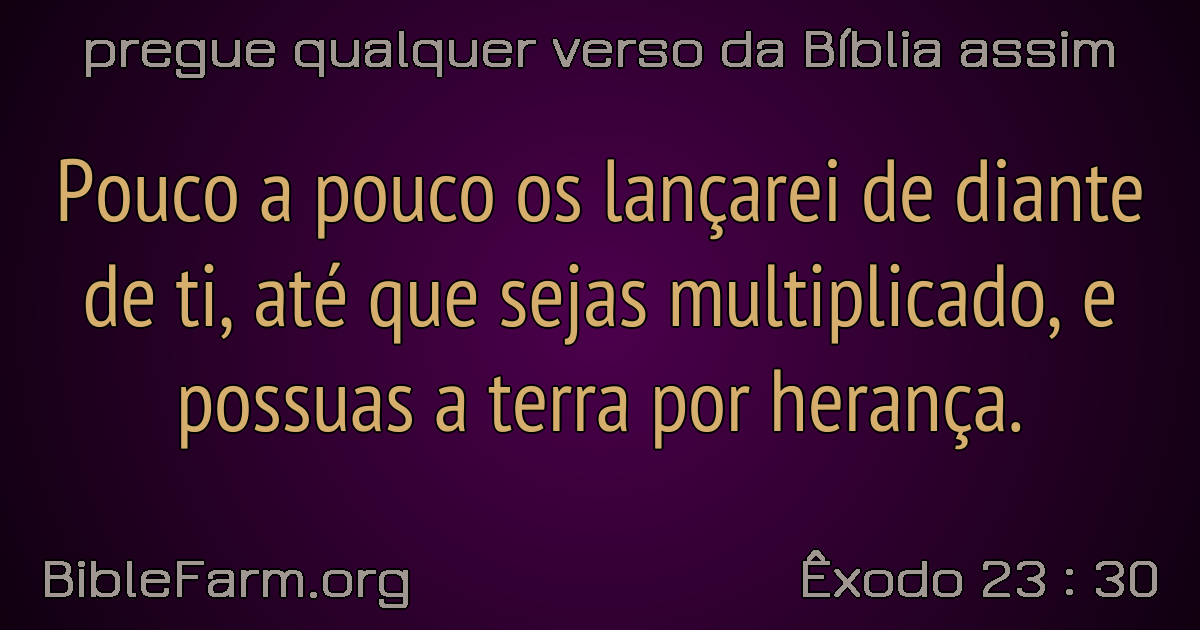 pregue qualquer verso da Bíblia assim
Pouco a pouco os lançarei de diante
de ti, até que sejas multiplicado, e
possuas a terra por herança.
BibleFarm.org
Êxodo 23 : 30